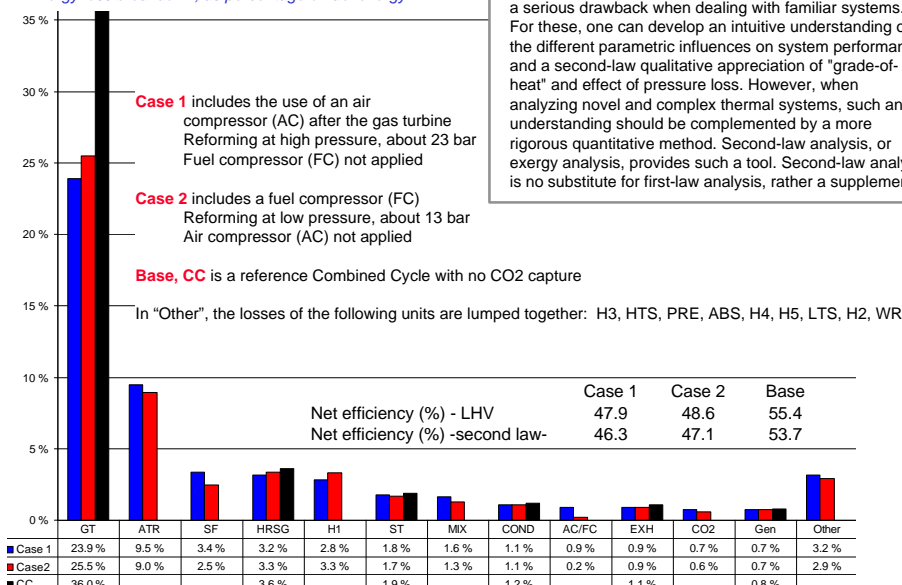 a serious drawback when dealing with familiar systems.
For these, one can develop an intuitive understanding
the different parametric influences on system
and a second-law qualitative appreciation of "grade-of-
heat" and effect of pressure loss. However, when
analyzing novel and complex thermal systems, such an
understanding should be complemented by a more
rigorous quantitative method. Second-law analysis, or
exergy analysis, provides such a tool. Second-law
is no substitute for first-law analysis, rather a
35 %
30 %
25 %
20 %
15 %
10 %
5 %
0 %
Case 1 includes the use of an air
compressor (AC) after the gas turbine
Reforming at high pressure, about 23 bar
Fuel compressor (FC) not applied
Case 2 includes a fuel compressor (FC)
Reforming at low pressure, about 13 bar
Air compressor (AC) not applied
Base, CC is a reference Combined Cycle with no CO2 capture
In “Other”, the losses of the following units are lumped together: H3, HTS, PRE, ABS, H4, H5, LTS, H2, WR
Case 1 Case 2 Base
Net efficiency (%) - LHV 47.9 48.6 55.4
Net efficiency (%) -second law- 46.3 47.1 53.7
GT ATR SF HRSG H1 ST MIX COND AC/FC EXH CO2 Gen Other
Case 1 23.9 % 9.5 % 3.4 % 3.2 % 2.8 % 1.8 % 1.6 % 1.1 % 0.9 % 0.9 % 0.7 % 0.7 % 3.2 %
Case2 25.5 % 9.0 % 2.5 % 3.3 % 3.3 % 1.7 % 1.3 % 1.1 % 0.2 % 0.9 % 0.6 % 0.7 % 2.9 %
CC 36.0 % 3.6 % 1.9 % 1.2 % 1.1 % 0.8 %